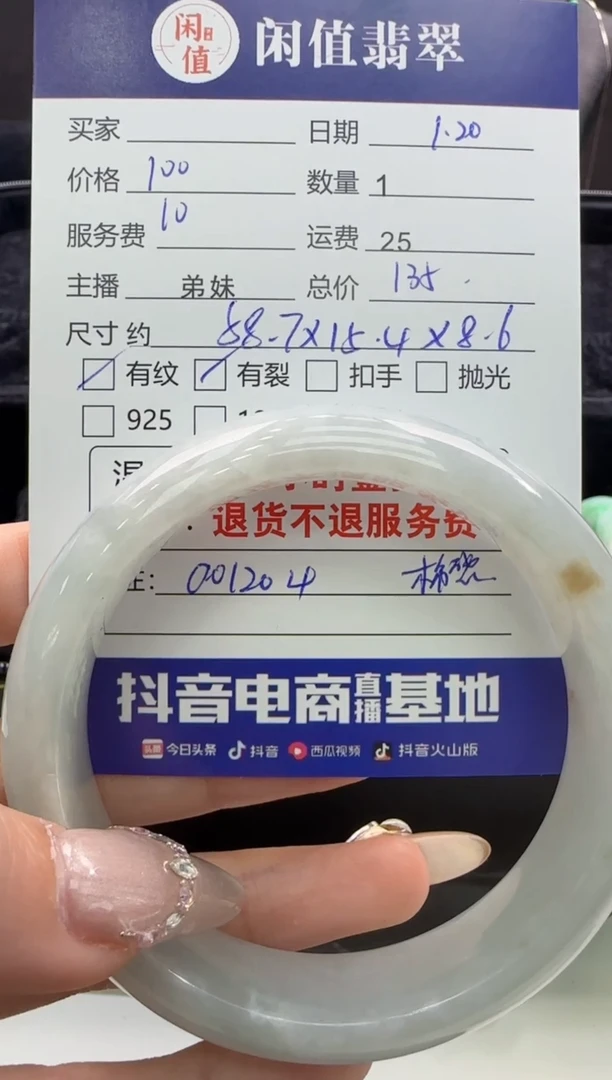 闲值
闲值翡翠
买家 日期 1.20
价格 100 数量 1
服务费 10 运费 25
主播 弟妹 总价 135
尺寸 约 58.7X15.4X8.6
有纹 有裂 扣手 抛光
925
退货不退服务费
注: 001204
抖音电商直播基地
头条 今日头条 抖音 西瓜视频 抖音火山版